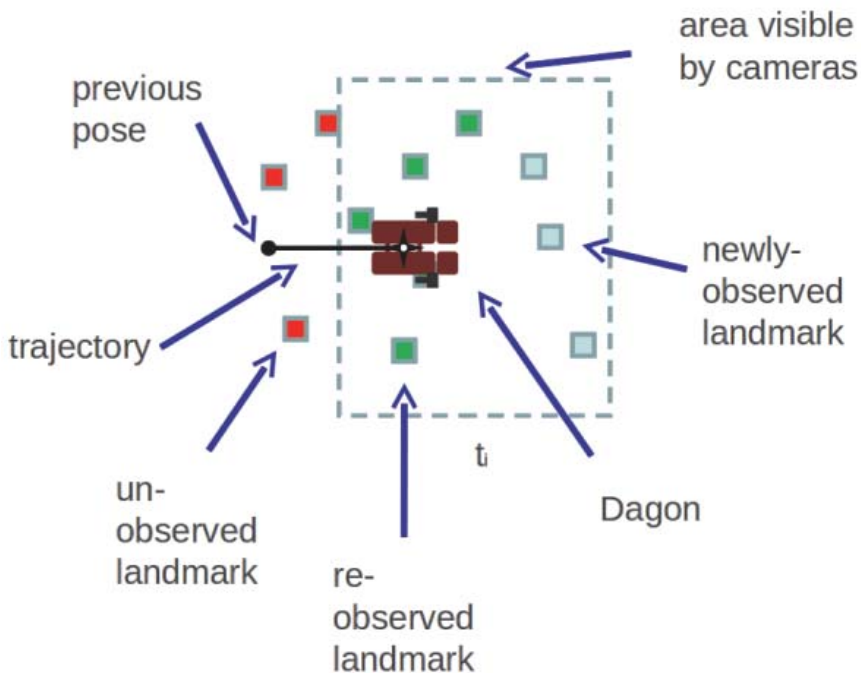 area visible
by cameras
previous
pose
newly-
observed
landmark
trajectory
tᵢ
un-
observed
landmark
Dagon
re-
observed
landmark